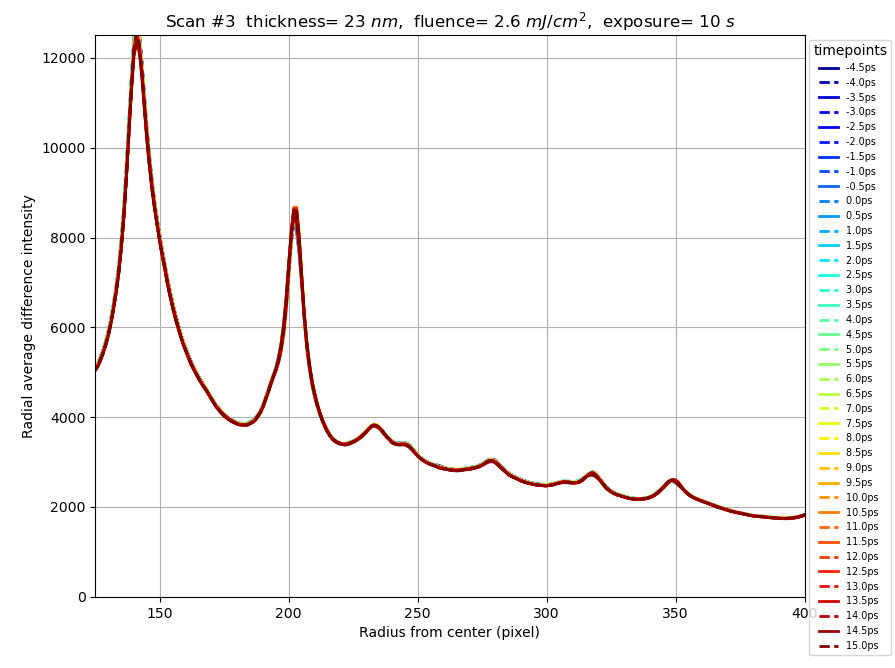 Scan #3 thickness= 23 nm, fluence= 2.6 mJ/cm², exposure= 10 s
Radial average difference intensity
12000
10000
8000
6000
4000
2000
0
150
200
250
300
350
400
Radius from center (pixel)
timepoints
-4.5ps
-4.0ps
-3.5ps
-3.0ps
-2.5ps
-2.0ps
-1.5ps
-1.0ps
-0.5ps
0.0ps
0.5ps
1.0ps
1.5ps
2.0ps
2.5ps
3.0ps
3.5ps
4.0ps
4.5ps
5.0ps
5.5ps
6.0ps
6.5ps
7.0ps
7.5ps
8.0ps
8.5ps
9.0ps
9.5ps
10.0ps
10.5ps
11.0ps
11.5ps
12.0ps
12.5ps
13.0ps
13.5ps
14.0ps
14.5ps
15.0ps